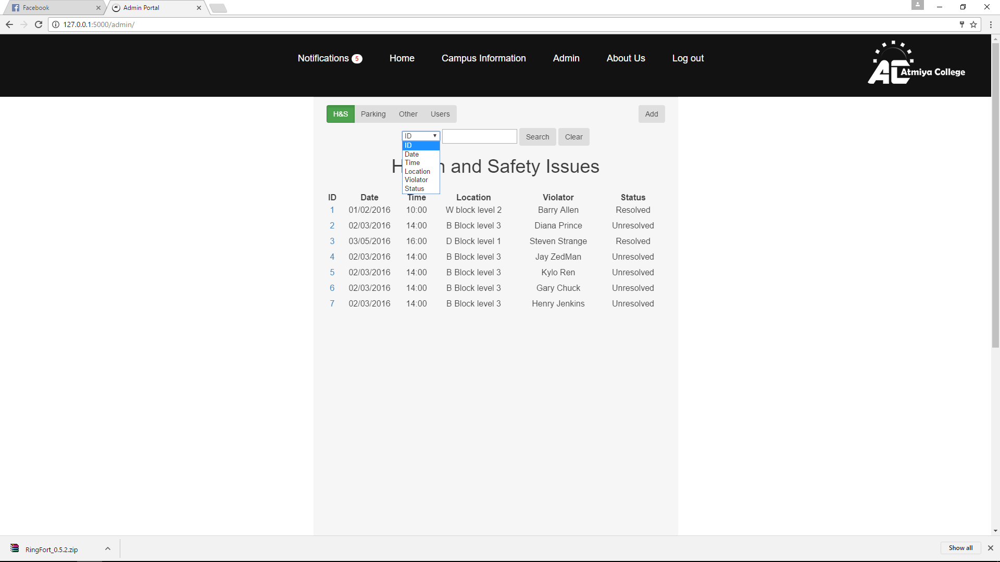 Facebook
Admin Portal
127.0.0.1:5000/admin/
Notifications 5 Home Campus Information Admin About Us Log out
AC Atmiya College
H&S Parking Other Users Add
ID Search Clear
ID
Date
Time
Location
Violator
Status
and Safety Issues
ID Date Time Location Violator Status
1 01/02/2016 10:00 W block level 2 Barry Allen Resolved
2 02/03/2016 14:00 B Block level 3 Diana Prince Unresolved
3 03/05/2016 16:00 D Block level 1 Steven Strange Resolved
4 02/03/2016 14:00 B Block level 3 Jay ZedMan Unresolved
5 02/03/2016 14:00 B Block level 3 Kylo Ren Unresolved
6 02/03/2016 14:00 B Block level 3 Gary Chuck Unresolved
7 02/03/2016 14:00 B Block level 3 Henry Jenkins Unresolved
RingFort_0.5.2.zip Show all